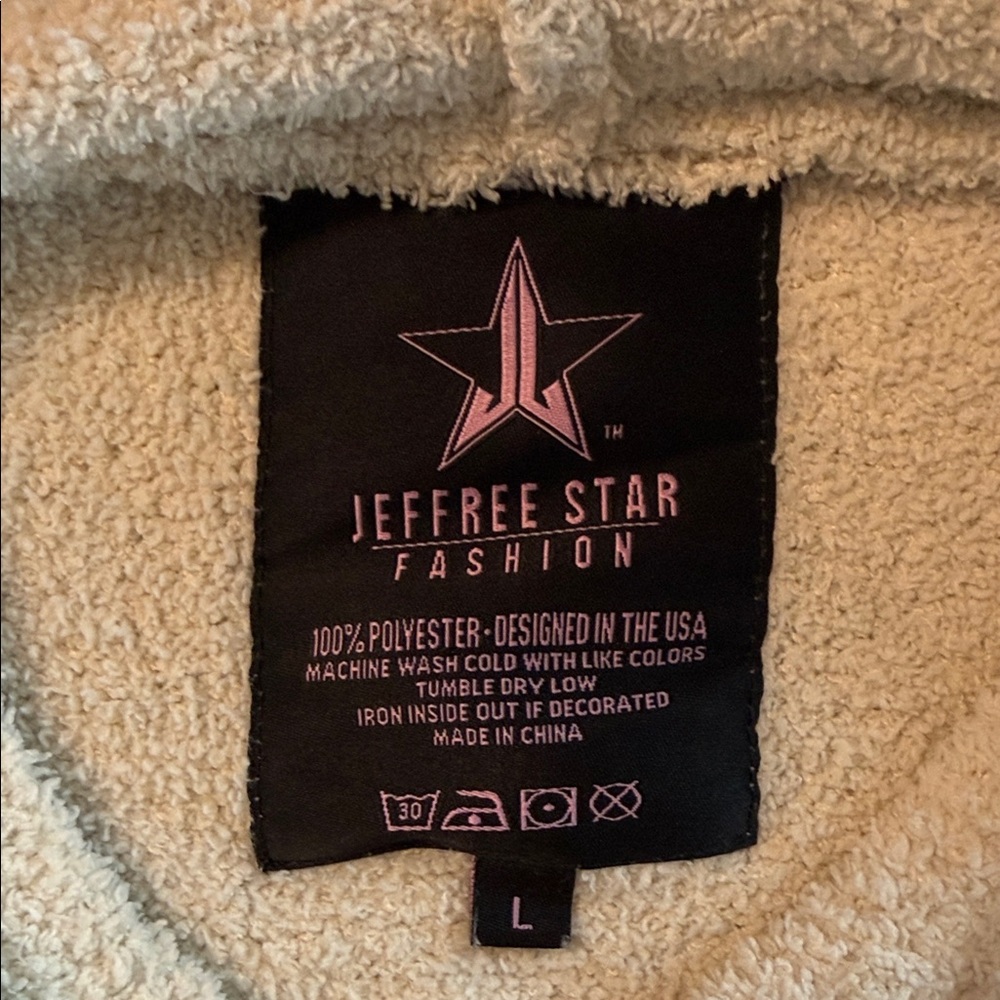 TM
JEFFREE STAR
FASHION
100% POLYESTER • DESIGNED IN THE USA
MACHINE WASH COLD WITH LIKE COLORS
TUMBLE DRY LOW
IRON INSIDE OUT IF DECORATED
MADE IN CHINA
30
L